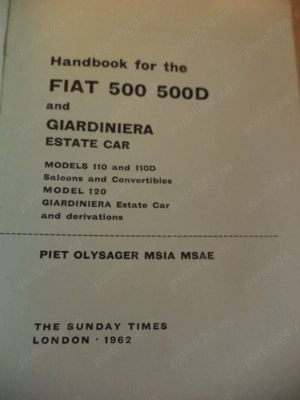 Handbook for the
FIAT 500 500D
and
GIARDINIERA
ESTATE CAR
MODELS 110 and 110D
Saloons and Convertibles
MODEL 120
GIARDINIERA Estate Car
and derivations
PIET OLYSAGER MSIA MSAE
THE SUNDAY TIMES
LONDON · 1962